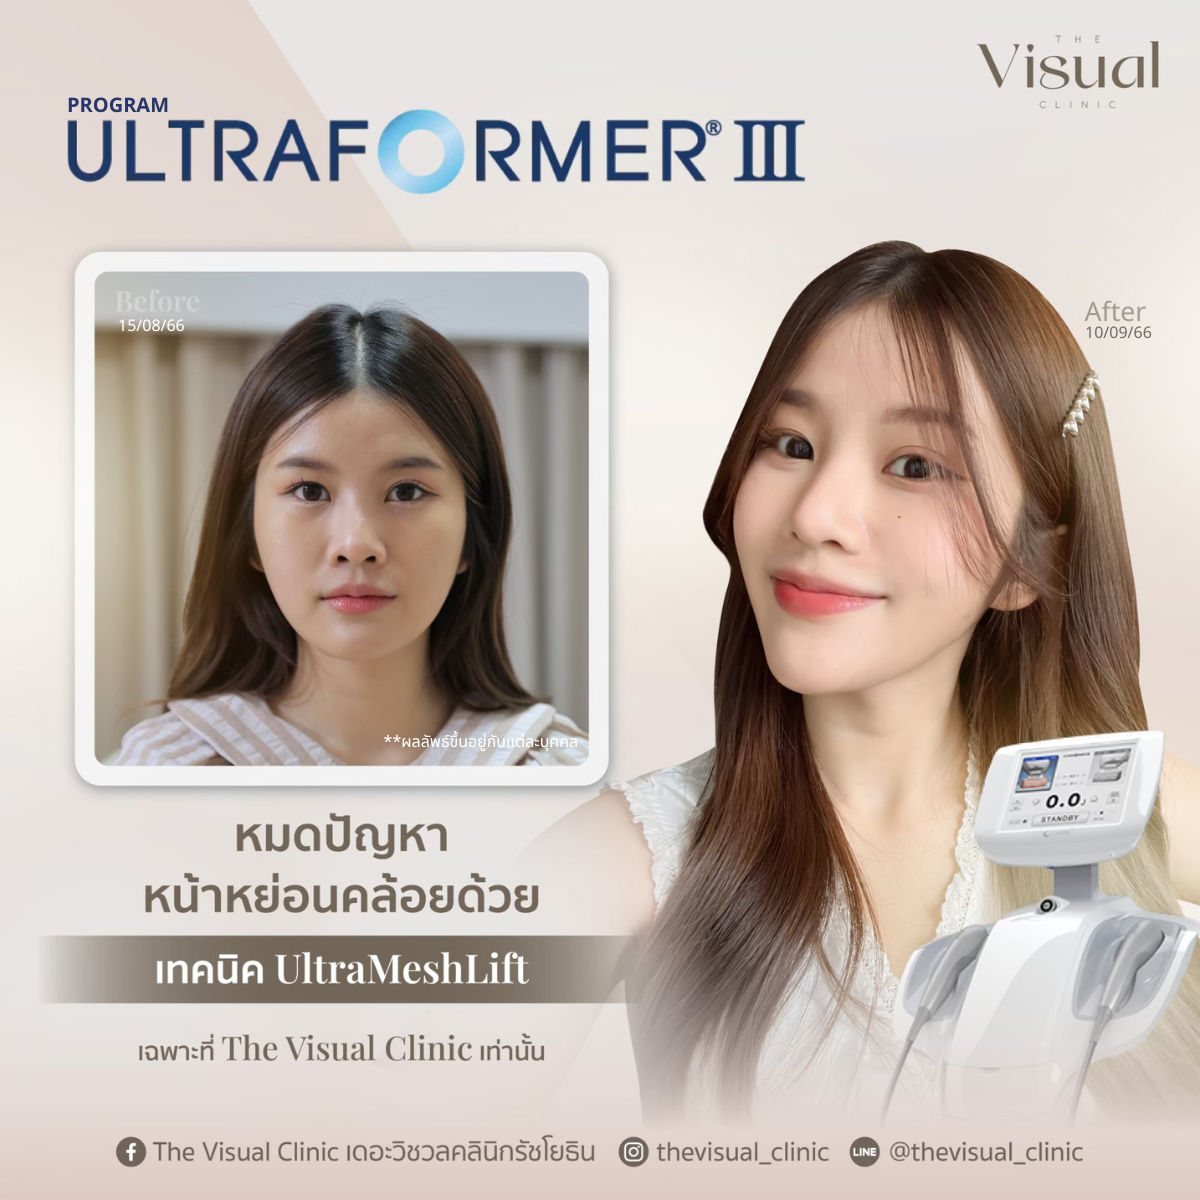 THE
Visual
CLINIC
PROGRAM
ULTRAFORMER® III
Before
15/08/66
After
10/09/66
**ผลลัพธ์ขึ้นอยู่กับแต่ละบุคคล
0.0
STANDBY
หมดปัญหา
หน้าหย่อนคล้อยด้วย
เทคนิค UltraMeshLift
เฉพาะที่ The Visual Clinic เท่านั้น
The Visual Clinic เดอะวิชวลคลินิกรัชโยธิน thevisual_clinic LINE @thevisual_clinic